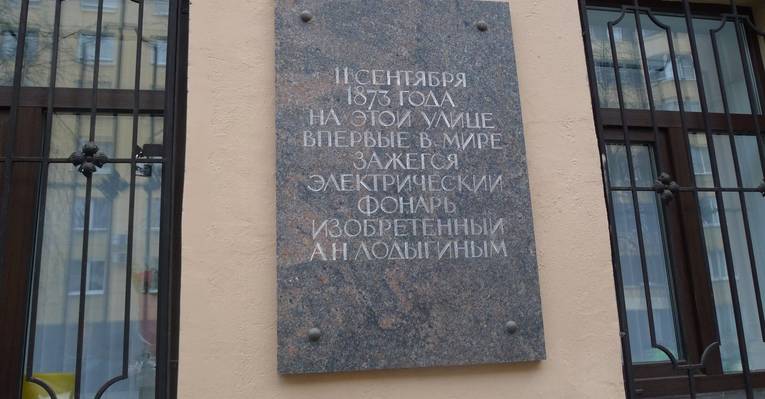 11 СЕНТЯБРЯ
1873 ГОДА
НА ЭТОЙ УЛИЦЕ
ВПЕРВЫЕ В МИРЕ
ЗАЖЕГСЯ
ЭЛЕКТРИЧЕСКИЙ
ФОНАРЬ
ИЗОБРЕТЕННЫЙ
А.Н ЛОДЫГИНЫМ